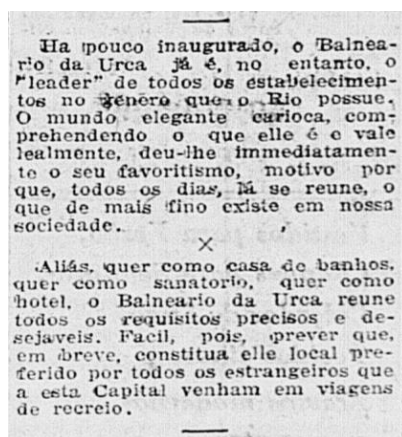 Ha pouco inaugurado, o Balnea-
rio da Urca já é, no entanto, o
"leader" de todos os estabelecimen-
tos no genero que o Rio possue.
O mundo elegante carioca, com-
prehendendo o que elle é e vale
lealmente, deu-lhe immediatamen-
te o seu favoritismo, motivo por
que, todos os dias, lá se reune, o
que de mais fino existe em nossa
sociedade.
×
Aliás, quer como casa de banhos,
quer como sanatorio, quer como
hotel, o Balneario da Urca reune
todos os requisitos precisos e de-
sejaveis. Facil, pois, prever que,
em breve, constitua elle local pre-
ferido por todos os estrangeiros que
a esta Capital venham em viagens
de recreio.